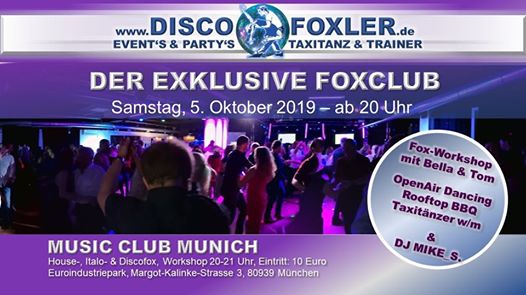 www.DISCO FOXLER.de
EVENT'S & PARTY'S TAXITANZ & TRAINER
DER EXKLUSIVE FOXCLUB
Samstag, 5. Oktober 2019 – ab 20 Uhr
Fox-Workshop
mit Bella & Tom
OpenAir Dancing
Rooftop BBQ
Taxitänzer w/m
&
DJ MIKE_S.
MUSIC CLUB MUNICH
House-, Italo- & Discofox, Workshop 20-21 Uhr, Eintritt: 10 Euro
Euroindustriepark, Margot-Kalinke-Strasse 3, 80939 München